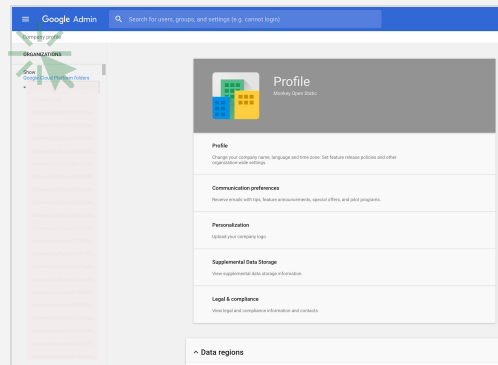 Google Admin
Search for users, groups, and settings (e.g. cannot login)
Company profile
ORGANIZATIONS
Show
Google Cloud Platform folders
Profile
Monkey Open Static
Profile
Change your company name, language and time zone. Set feature release policies and other
organization-wide settings.
Communication preferences
Receive emails with tips, feature announcements, special offers, and pilot programs.
Personalization
Upload your company logo.
Supplemental Data Storage
View supplemental data storage information.
Legal & compliance
View legal and compliance information and contacts
Data regions